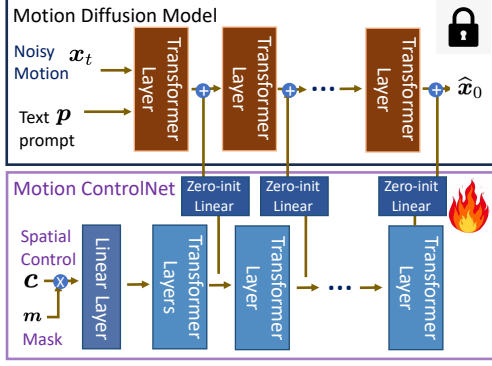 Motion Diffusion Model
Noisy
Motion
x_t
Text
prompt
p
Transformer
Layer
+
Transformer
Layer
+
...
Transformer
Layer
+
x̂_0
Motion ControlNet
Zero-init
Linear
Zero-init
Linear
Zero-init
Linear
Spatial
Control
c
x
m
Mask
Linear Layer
Transformer
Layers
Transformer
Layer
...
Transformer
Layer